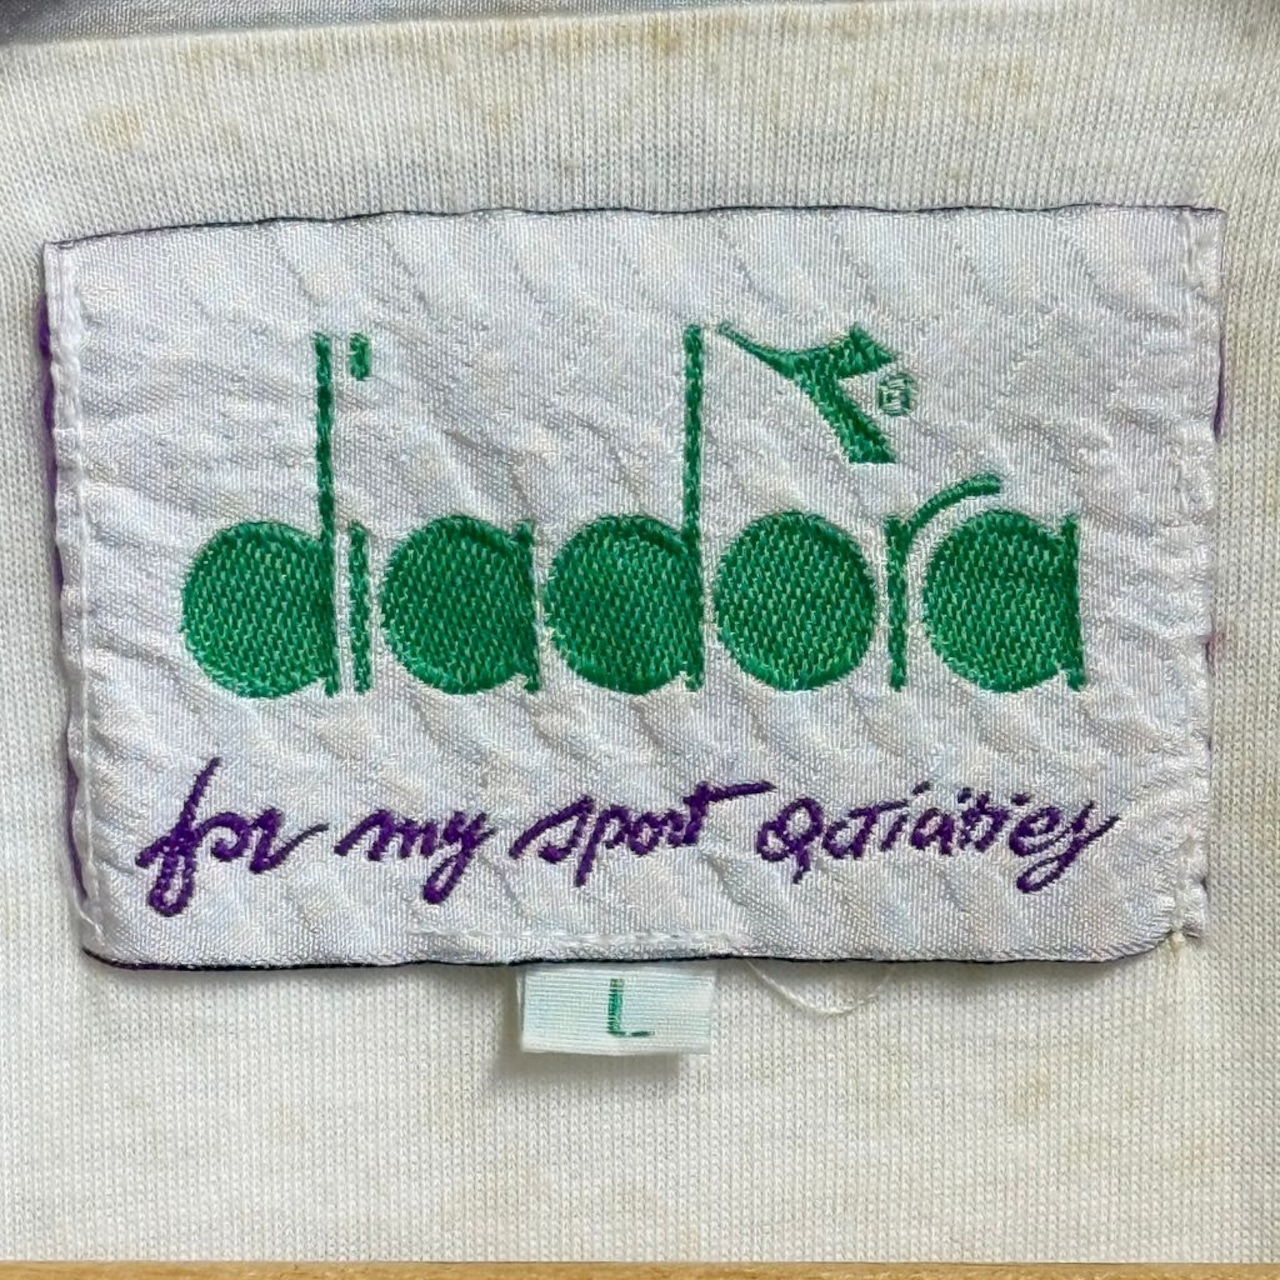 diadora®
for my sport activities
L